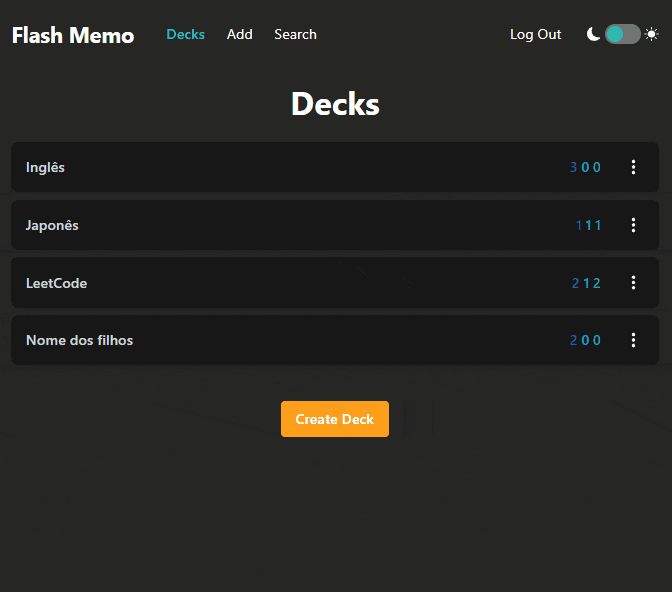 Flash Memo Decks Add Search Log Out
Decks
Inglês 3 0 0
Japonês 1 1 1
LeetCode 2 1 2
Nome dos filhos 2 0 0
Create Deck